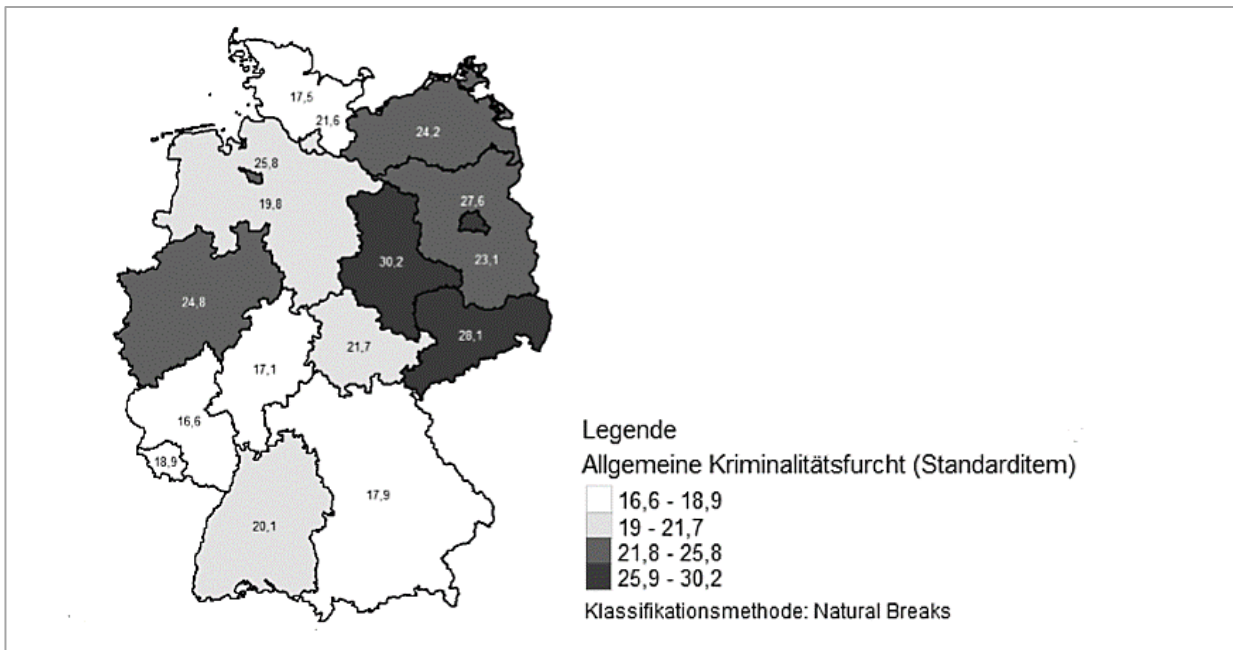 17,5
21,6
24,2
25,8
27,6
19,8
30,2
23,1
24,8
28,1
21,7
17,1
16,6
18,9
17,9
20,1
Legende
Allgemeine Kriminalitätsfurcht (Standarditem)
16,6 - 18,9
19 - 21,7
21,8 - 25,8
25,9 - 30,2
Klassifikationsmethode: Natural Breaks